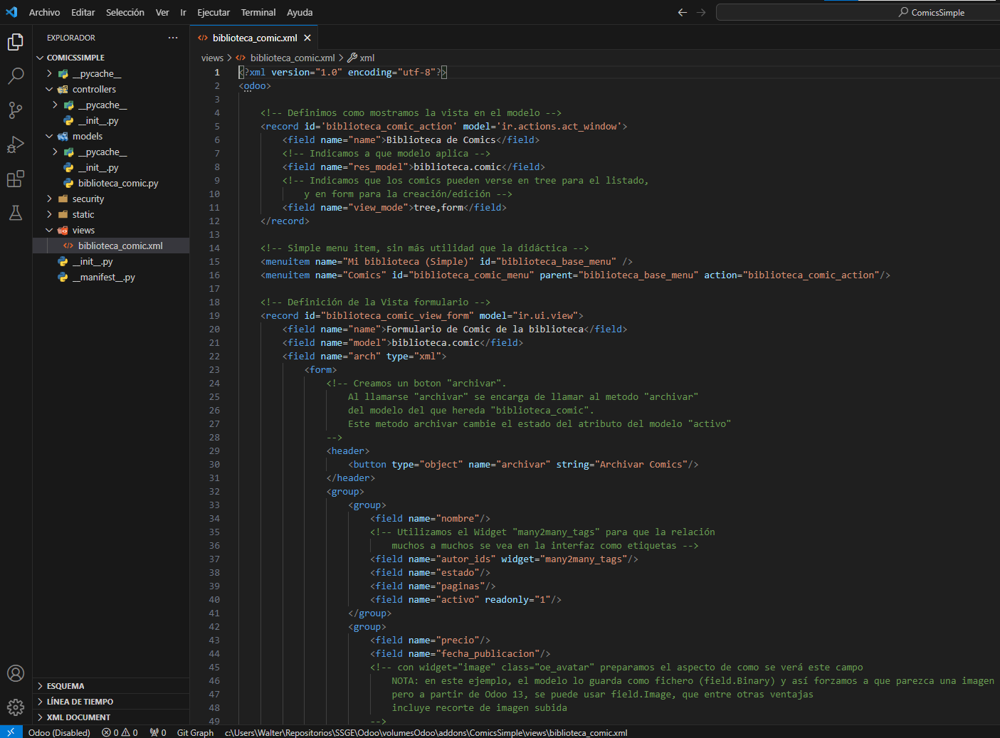 Archivo Editar Selección Ver Ir Ejecutar Terminal Ayuda ComicsSimple
EXPLORADOR
COMICSSIMPLE
__pycache__
controllers
__pycache__
__init__.py
models
__pycache__
__init__.py
biblioteca_comic.py
security
static
views
biblioteca_comic.xml
__init__.py
__manifest__.py
ESQUEMA
LÍNEA DE TIEMPO
XML DOCUMENT
biblioteca_comic.xml
views > biblioteca_comic.xml > xml
1 <?xml version="1.0" encoding="utf-8"?>
2 <odoo>
3
4 <!-- Definimos como mostramos la vista en el modelo -->
5 <record id='biblioteca_comic_action' model='ir.actions.act_window'>
6 <field name="name">Biblioteca de Comics</field>
7 <!-- Indicamos a que modelo aplica -->
8 <field name="res_model">biblioteca.comic</field>
9 <!-- Indicamos que los comics pueden verse en tree para el listado,
10 y en form para la creación/edición -->
11 <field name="view_mode">tree,form</field>
12 </record>
13
14 <!-- Simple menu item, sin más utilidad que la didáctica -->
15 <menuitem name="Mi biblioteca (Simple)" id="biblioteca_base_menu" />
16 <menuitem name="Comics" id="biblioteca_comic_menu" parent="biblioteca_base_menu" action="biblioteca_comic_action"/>
17
18 <!-- Definición de la Vista formulario -->
19 <record id="biblioteca_comic_view_form" model="ir.ui.view">
20 <field name="name">Formulario de Comic de la biblioteca</field>
21 <field name="model">biblioteca.comic</field>
22 <field name="arch" type="xml">
23 <form>
24 <!-- Creamos un boton "archivar".
25 Al llamarse "archivar" se encarga de llamar al metodo "archivar"
26 del modelo del que hereda "biblioteca_comic".
27 Este metodo archivar cambie el estado del atributo del modelo "activo"
28 -->
29 <header>
30 <button type="object" name="archivar" string="Archivar Comics"/>
31 </header>
32 <group>
33 <group>
34 <field name="nombre"/>
35 <!-- Utilizamos el Widget "many2many_tags" para que la relación
36 muchos a muchos se vea en la interfaz como etiquetas -->
37 <field name="autor_ids" widget="many2many_tags"/>
38 <field name="estado"/>
39 <field name="paginas"/>
40 <field name="activo" readonly="1"/>
41 </group>
42 <group>
43 <field name="precio"/>
44 <field name="fecha_publicacion"/>
45 <!-- con widget="image" class="oe_avatar" preparamos el aspecto de como se verá este campo
46 NOTA: en este ejemplo, el modelo lo guarda como fichero (field.Binary) y así forzamos a que parezca una imagen
47 pero a partir de Odoo 13, se puede usar field.Image, que entre otras ventajas
48 incluye recorte de imagen subida
49 -->
Odoo (Disabled) 0 0 0 Git Graph c:\Users\Walter\Repositorios\SSGE\Odoo\volumesOdoo\addons\ComicsSimple\views\biblioteca_comic.xml